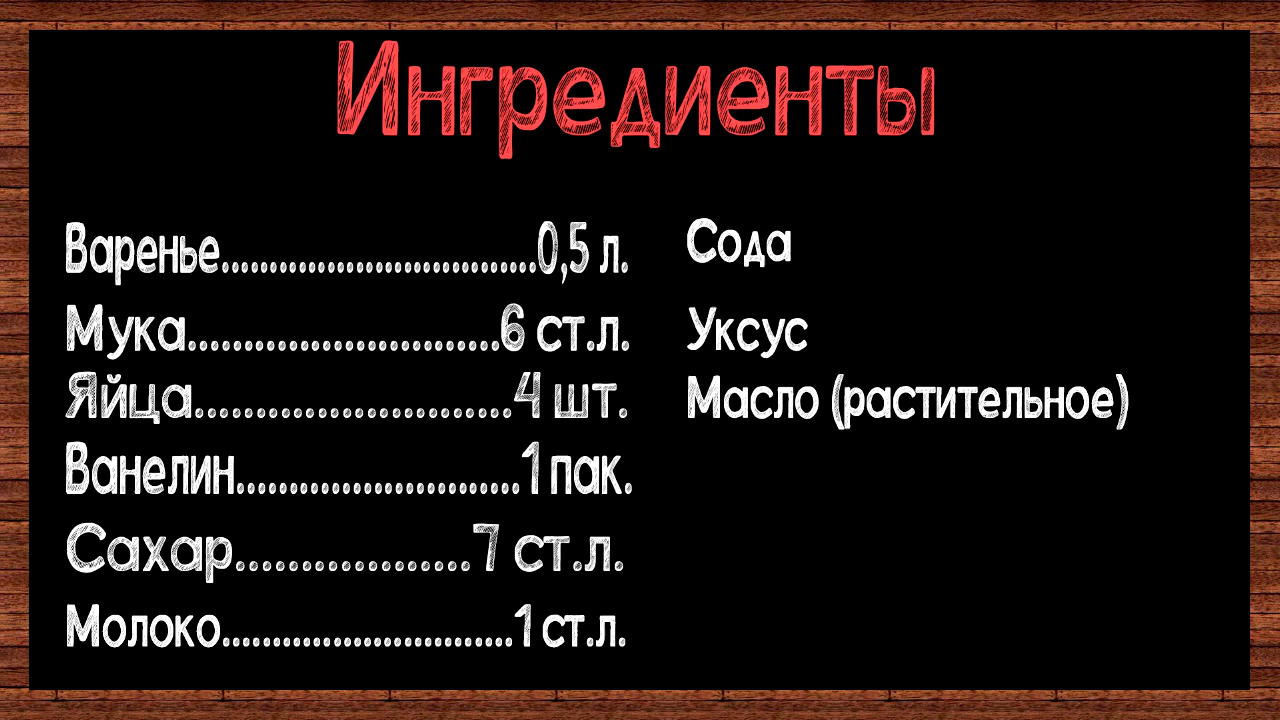 Ингредиенты
Варенье................................0,5 л.
Мука............................6 ст.л.
Яйца..........................4 шт.
Ванелин...........................1 пак.
Сахар..................7 ст.л.
Молоко.............................1 ст.л.
Сода
Уксус
Масло (растительное)